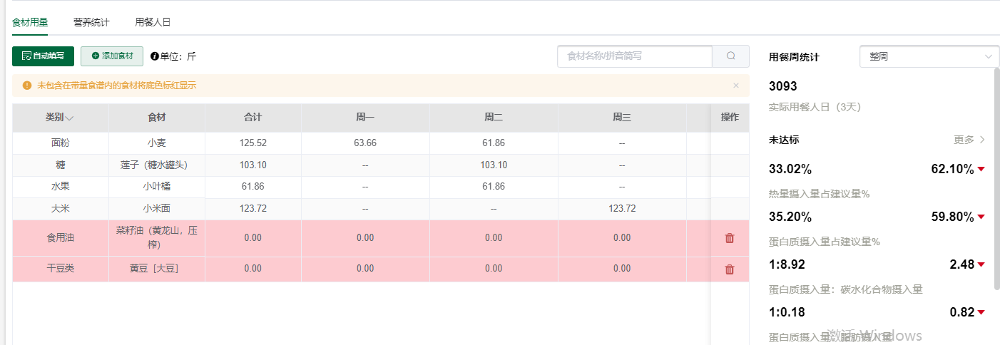 食材用量 营养统计 用餐人日
自动填写 添加食材 单位：斤 食材名称/拼音简写
未包含在带量食谱内的食材将底色标红显示
类别 食材 合计 周一 周二 周三 操作
面粉 小麦 125.52 63.66 61.86 --
糖 莲子（糖水罐头） 103.10 -- 103.10 --
水果 小叶橘 61.86 -- 61.86 --
大米 小米面 123.72 -- -- 123.72
食用油 菜籽油（黄龙山，压
榨） 0.00 0.00 0.00 0.00
干豆类 黄豆［大豆］ 0.00 0.00 0.00 0.00
用餐周统计 整周
3093
实际用餐人日（3天）
未达标 更多
33.02% 62.10%
热量摄入量占建议量%
35.20% 59.80%
蛋白质摄入量占建议量%
1:8.92 2.48
蛋白质摄入量：碳水化合物摄入量
1:0.18 0.82
蛋白质摄入量：脂肪摄入量
激活 Windows